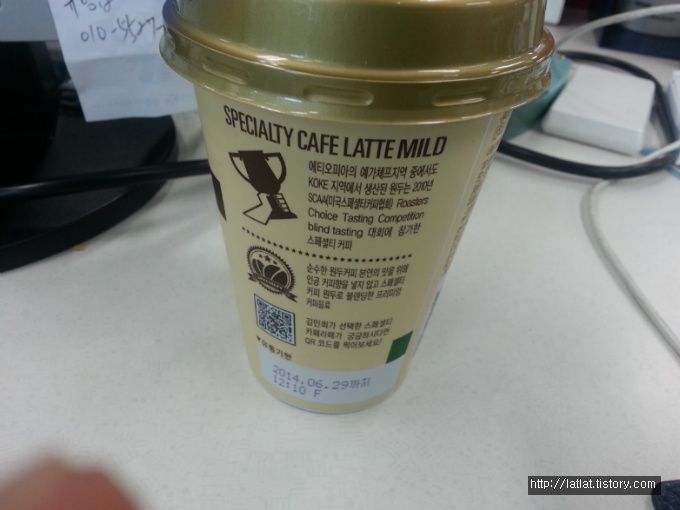 010-
SPECIALTY CAFE LATTE MILD
에티오피아의 예가체프지역 중에서도
KOKE 지역에서 생산된 원두는 2010년
SCAA(미국스페셜티커피협회) Roasters
Choice Tasting Competition
blind tasting 대회에 참가한
스페셜티 커피
순수한 원두커피 본연의 맛을 위해
인공 커피향을 넣지 않고 스페셜티
커피 원두로 블렌딩한 프리미엄
커피음료
김민희가 선택한 스페셜티
카페라떼가 궁금하시다면
QR 코드를 찍어보세요!
▼유통기한
2014.06.29까지
12:10 F
http://latlat.tistory.com